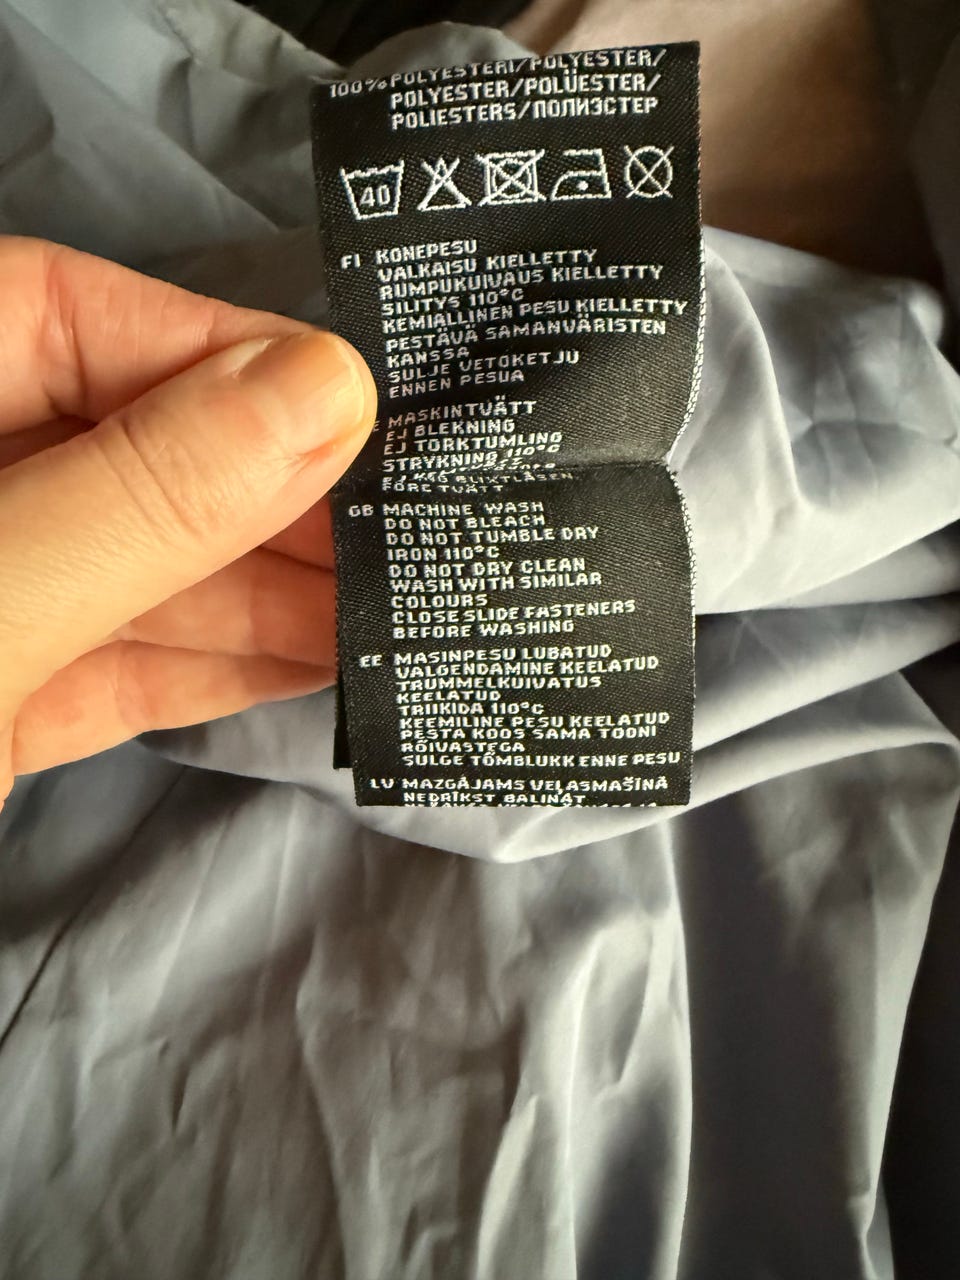 100% POLYESTERI/POLYESTER/
POLYESTER/POLÜESTER/
POLIESTERS/ПОЛИЭСТЕР
40
FI KONEPESU
VALKAISU KIELLETTY
RUMPUKUIVAUS KIELLETTY
SILITYS 110°C
KEMIALLINEN PESU KIELLETTY
PESTÄVÄ SAMANVÄRISTEN
KANSSA
SULJE VETOKETJU
ENNEN PESUA
MASKINTVÄTT
EJ BLEKNING
EJ TORKTUMLING
STRYKNING 110°C
FÖRE TVÄTT
GB MACHINE WASH
DO NOT BLEACH
DO NOT TUMBLE DRY
IRON 110°C
DO NOT DRY CLEAN
WASH WITH SIMILAR
COLOURS
CLOSE SLIDE FASTENERS
BEFORE WASHING
EE MASINPESU LUBATUD
VALGENDAMINE KEELATUD
TRUMMELKUIVATUS
KEELATUD
TRIIKIDA 110°C
KEEMILINE PESU KEELATUD
PESTA KOOS SAMA TOONI
RÕIVASTEGA
SULGE TÕMBLUKK ENNE PESU
LV MAZGĀJAMS VEĻASMAŠĪNĀ
NEDRĪKST BALINĀT